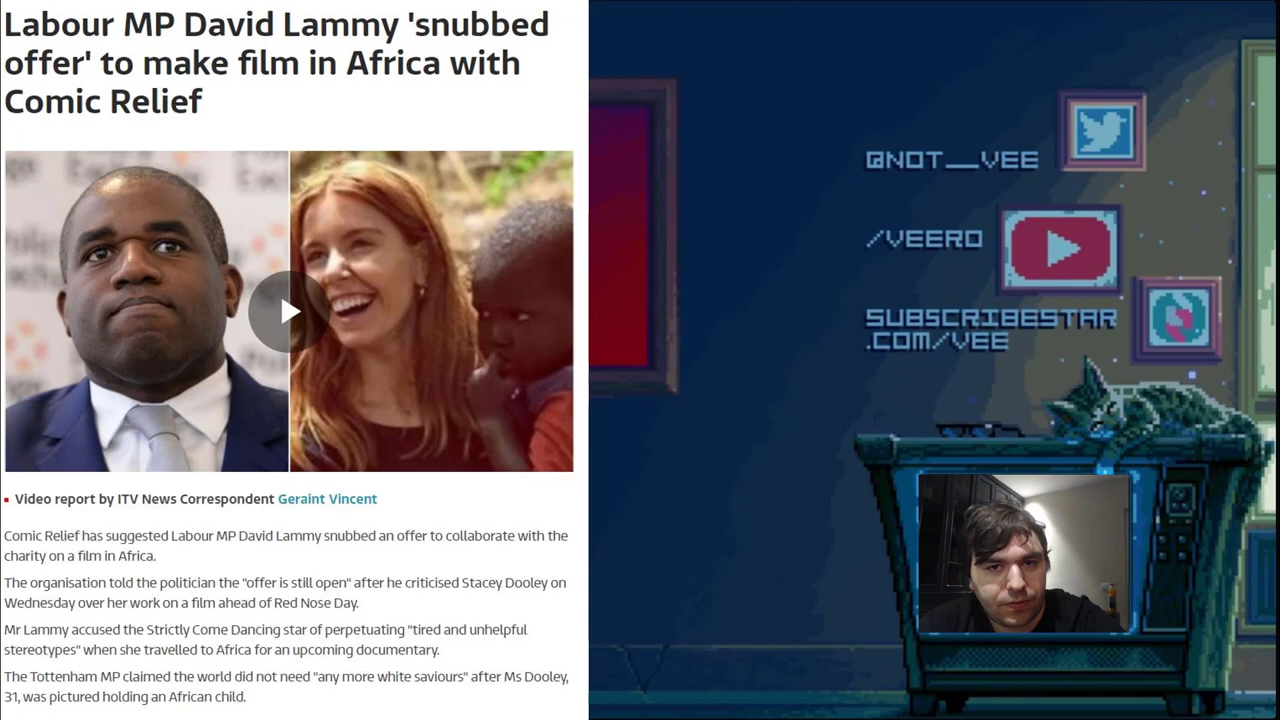 Labour MP David Lammy 'snubbed
offer' to make film in Africa with
Comic Relief
Video report by ITV News Correspondent Geraint Vincent
Comic Relief has suggested Labour MP David Lammy snubbed an offer to collaborate with the
charity on a film in Africa.
The organisation told the politician the "offer is still open" after he criticised Stacey Dooley on
Wednesday over her work on a film ahead of Red Nose Day.
Mr Lammy accused the Strictly Come Dancing star of perpetuating "tired and unhelpful
stereotypes" when she travelled to Africa for an upcoming documentary.
The Tottenham MP claimed the world did not need "any more white saviours" after Ms Dooley,
31, was pictured holding an African child.
@NOT__VEE
/VEERO
SUBSCRIBESTAR
.COM/VEE